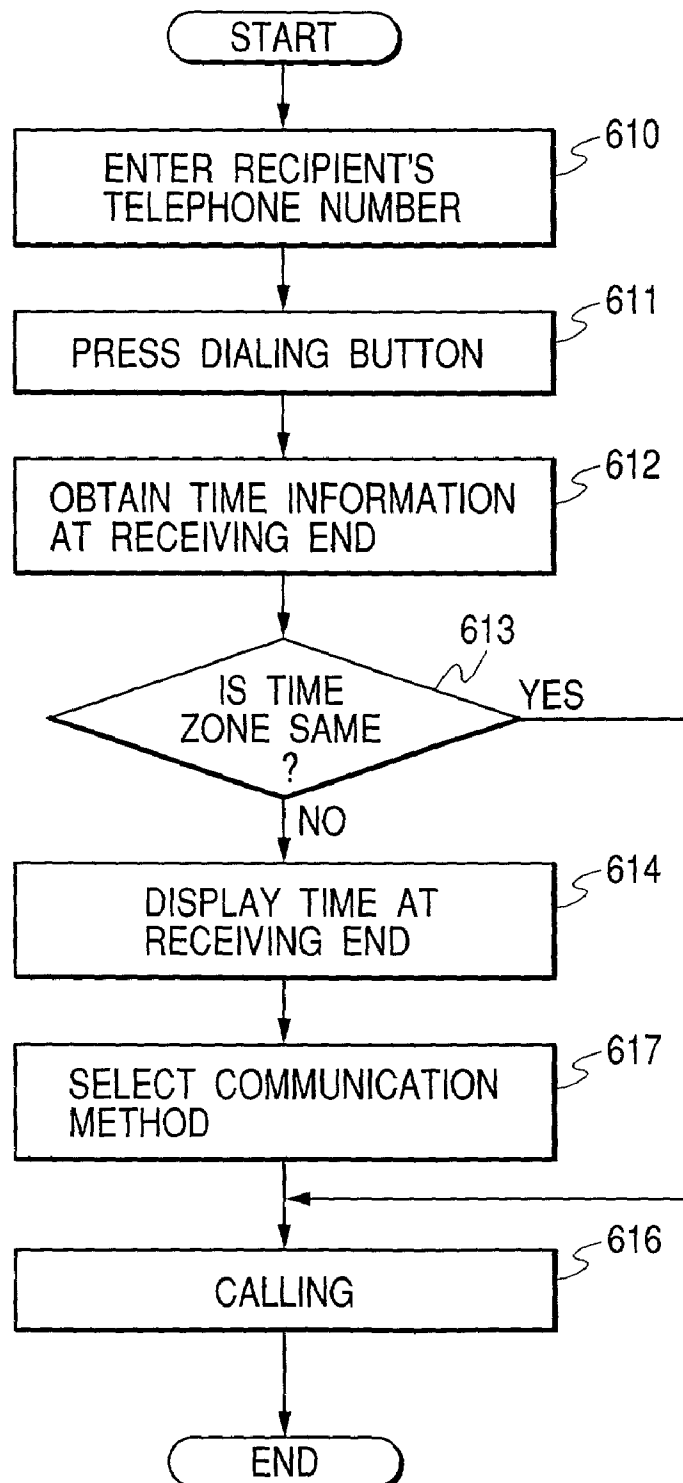 START
610
ENTER RECIPIENT'S
TELEPHONE NUMBER
611
PRESS DIALING BUTTON
612
OBTAIN TIME INFORMATION
AT RECEIVING END
613
IS TIME
ZONE SAME
?
YES
NO
614
DISPLAY TIME AT
RECEIVING END
617
SELECT COMMUNICATION
METHOD
616
CALLING
END